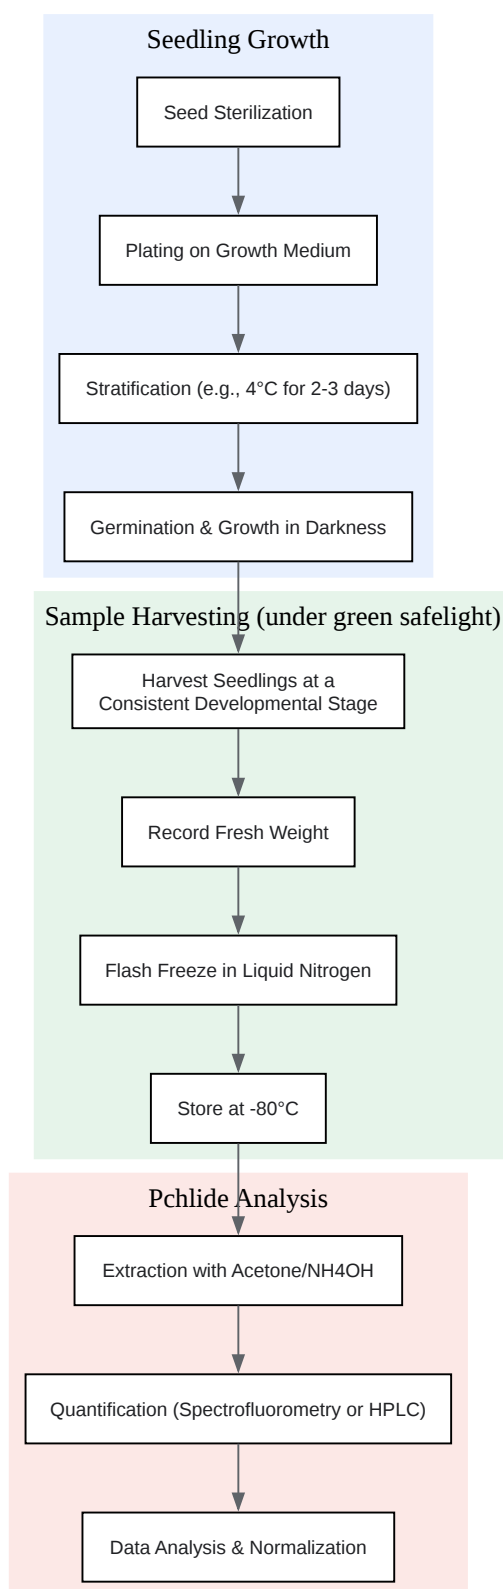 Seedling Growth
Seed Sterilization
Plating on Growth Medium
Stratification (e.g., 4°C for 2-3 days)
Germination & Growth in Darkness
Sample Harvesting (under green safelight)
Harvest Seedlings at a
Consistent Developmental Stage
Record Fresh Weight
Flash Freeze in Liquid Nitrogen
Store at -80°C
Pchlide Analysis
Extraction with Acetone/NH4OH
Quantification (Spectrofluorometry or HPLC)
Data Analysis & Normalization